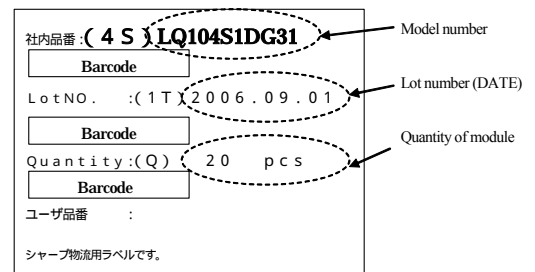 社内品番:(4S) LQ104S1DG31
Model number
Barcode
LotNO. :(1T)2006.09.01
Lot number (DATE)
Barcode
Quantity of module
Quantity:(Q) 20 pcs
Barcode
ユーザ品番 :
シャープ物流用ラベルです。